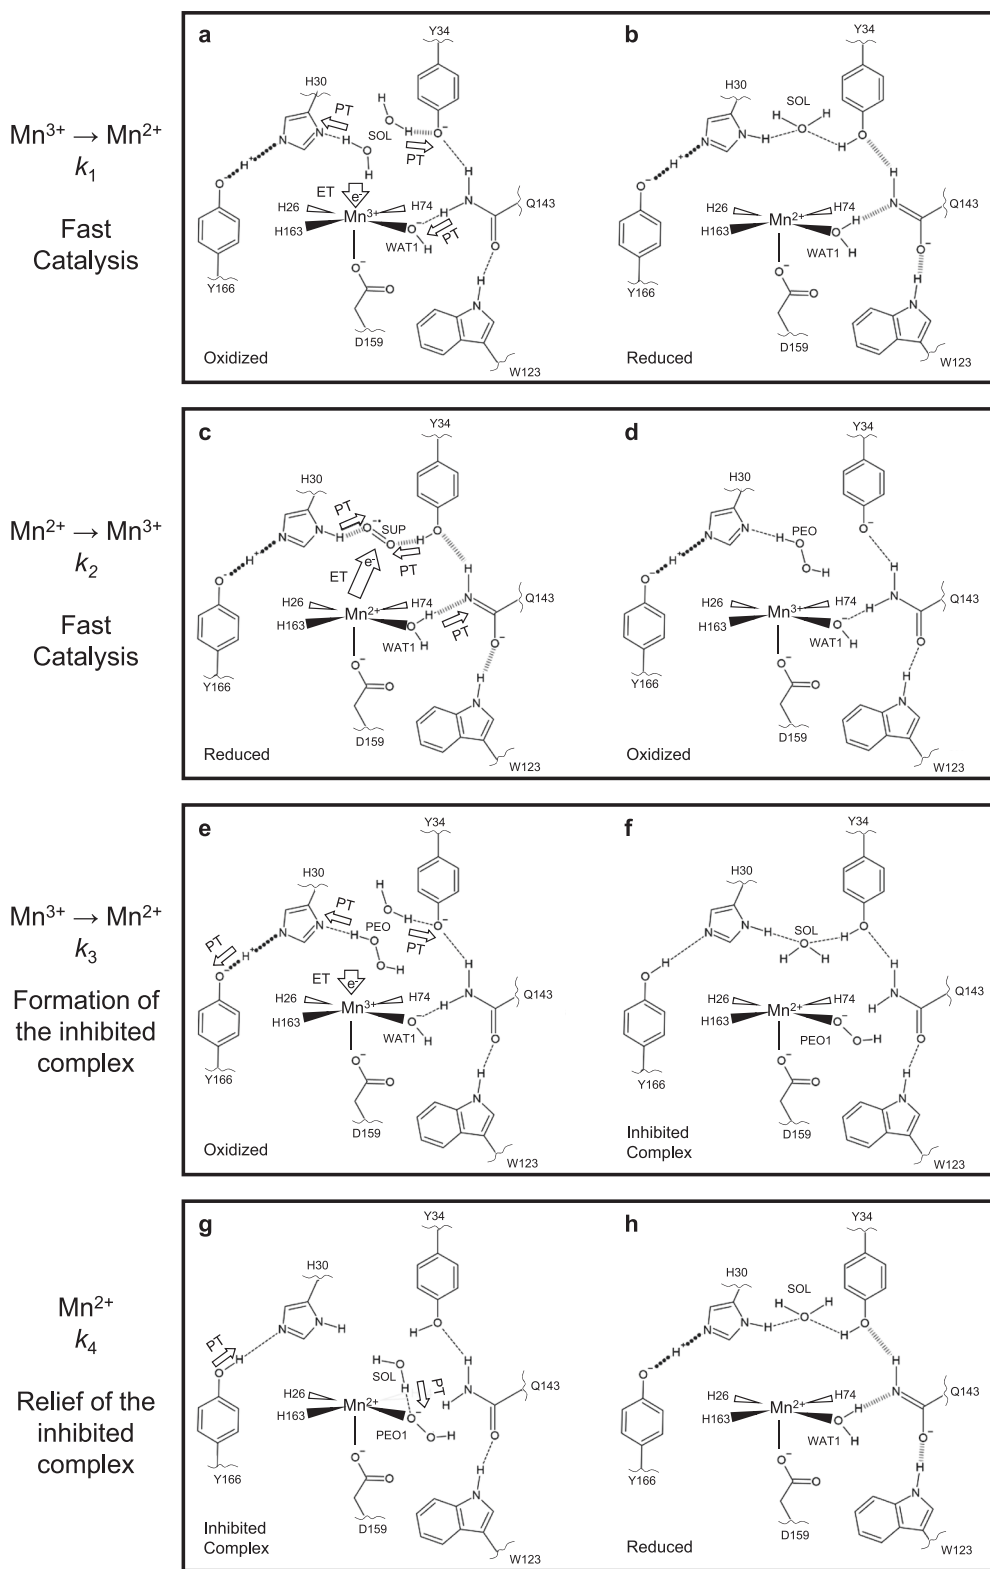 Mn³⁺ → Mn²⁺
k₁
Fast
Catalysis
a
Y34
H30
PT
SOL
PT
ET
e⁻
H26
Mn³⁺
H74
H163
WAT1
PT
Q143
Y166
D159
W123
Oxidized
b
Y34
H30
SOL
H26
Mn²⁺
H74
H163
WAT1
Q143
Y166
D159
W123
Reduced
Mn²⁺ → Mn³⁺
k₂
Fast
Catalysis
c
Y34
H30
PT
SUP
PT
ET
e⁻
H26
Mn²⁺
H74
H163
WAT1
PT
Q143
Y166
D159
W123
Reduced
d
Y34
H30
PEO
H26
Mn³⁺
H74
H163
WAT1
Q143
Y166
D159
W123
Oxidized
Mn³⁺ → Mn²⁺
k₃
Formation of
the inhibited
complex
e
Y34
H30
PT
PEO
PT
PT
ET
e⁻
H26
Mn³⁺
H74
H163
WAT1
Q143
Y166
D159
W123
Oxidized
f
Y34
H30
SOL
H26
Mn²⁺
H74
H163
PEO1
Q143
Y166
D159
W123
Inhibited
Complex
Mn²⁺
k₄
Relief of the
inhibited
complex
g
Y34
H30
PT
SOL
PT
H26
Mn²⁺
H163
PEO1
Q143
Y166
D159
W123
Inhibited
Complex
h
Y34
H30
SOL
H26
Mn²⁺
H74
H163
WAT1
Q143
Y166
D159
W123
Reduced